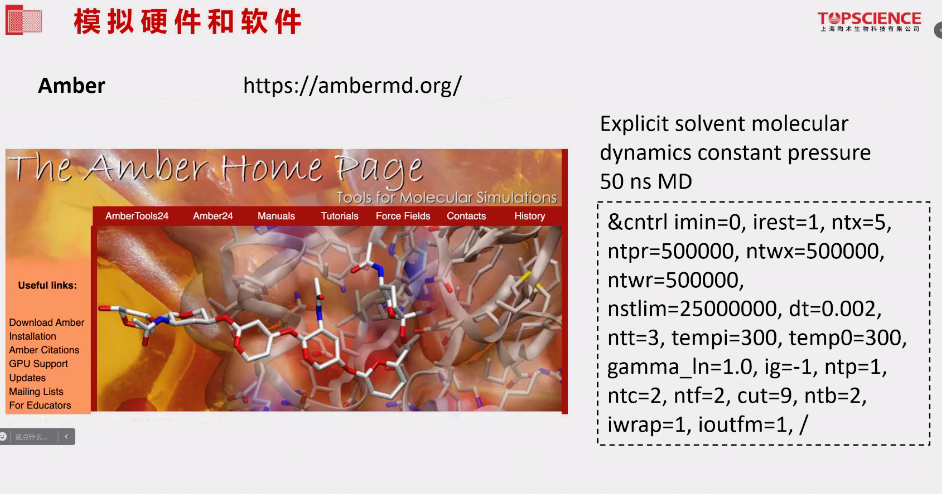 模拟硬件和软件
TOPSCIENCE
上海陶术生物科技有限公司
Amber
https://ambermd.org/
The Amber Home Page
Tools for Molecular Simulations
AmberTools24 Amber24 Manuals Tutorials Force Fields Contacts History
Useful links:
Download Amber
Installation
Amber Citations
GPU Support
Updates
Mailing Lists
For Educators
说点什么...
Explicit solvent molecular
dynamics constant pressure
50 ns MD
&cntrl imin=0, irest=1, ntx=5,
ntpr=500000, ntwx=500000,
ntwr=500000,
nstlim=25000000, dt=0.002,
ntt=3, tempi=300, temp0=300,
gamma_ln=1.0, ig=-1, ntp=1,
ntc=2, ntf=2, cut=9, ntb=2,
iwrap=1, ioutfm=1, /